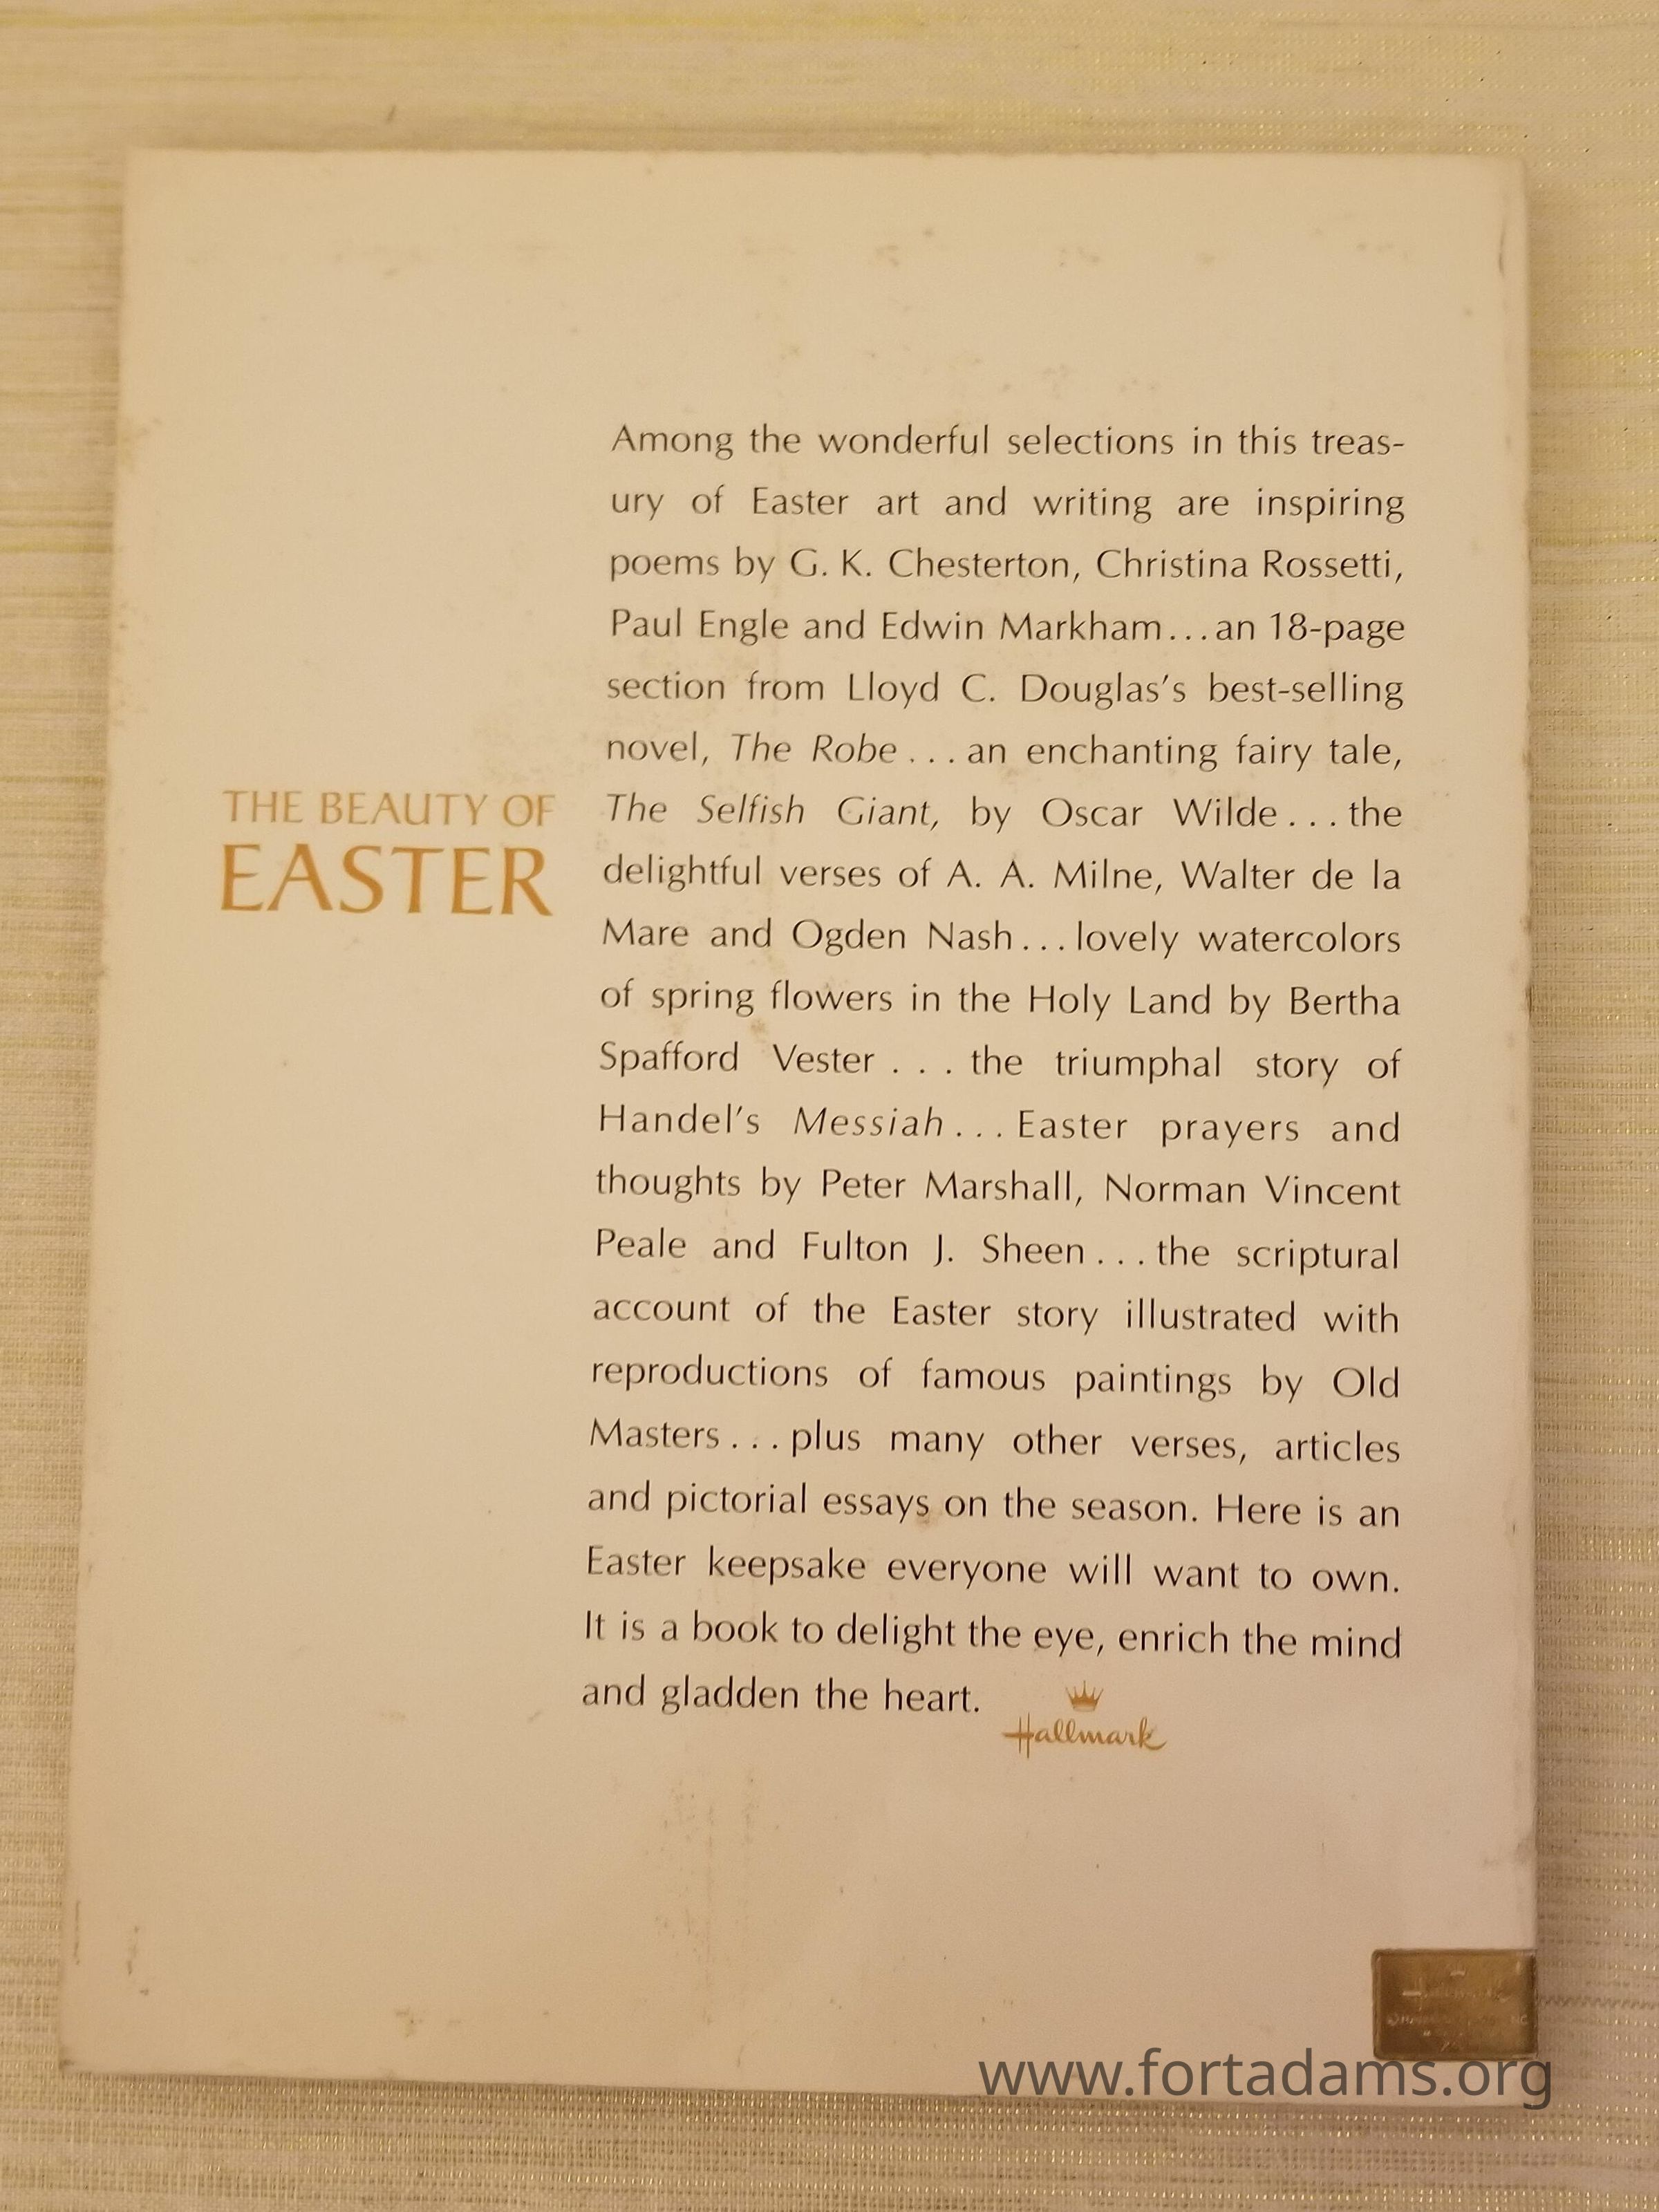 THE BEAUTY OF
EASTER
Among the wonderful selections in this treas-
ury of Easter art and writing are inspiring
poems by G. K. Chesterton, Christina Rossetti,
Paul Engle and Edwin Markham...an 18-page
section from Lloyd C. Douglas's best-selling
novel, The Robe...an enchanting fairy tale,
The Selfish Giant, by Oscar Wilde...the
delightful verses of A. A. Milne, Walter de la
Mare and Ogden Nash...lovely watercolors
of spring flowers in the Holy Land by Bertha
Spafford Vester . . . the triumphal story of
Handel's Messiah...Easter prayers and
thoughts by Peter Marshall, Norman Vincent
Peale and Fulton J. Sheen...the scriptural
account of the Easter story illustrated with
reproductions of famous paintings by Old
Masters...plus many other verses, articles
and pictorial essays on the season. Here is an
Easter keepsake everyone will want to own.
It is a book to delight the eye, enrich the mind
and gladden the heart.
Hallmark
www.fortadams.org